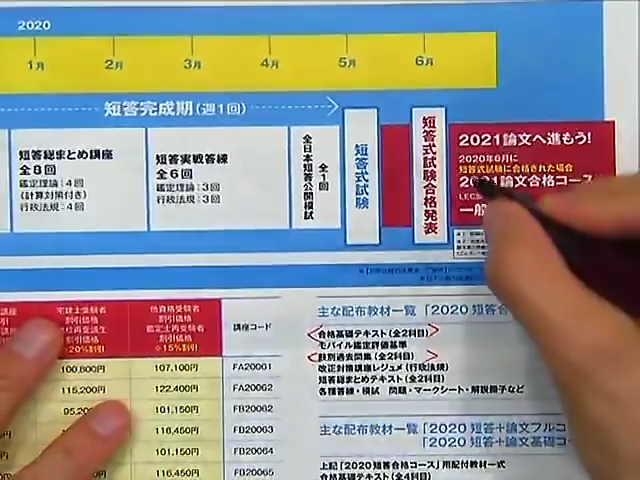 2020
1月 2月 3月 4月 5月 6月
短答完成期（週1回）
短答総まとめ講座
全8回
鑑定理論：4回
（計算対策付き）
行政法規：4回
短答実戦答練
全6回
鑑定理論：3回
行政法規：3回
全日本短答公開模試
全1回
短答式試験
短答式試験合格発表
2021論文へ進もう!
2020年6月に
短答式試験に合格された場合
2021論文合格コース
一般
宅建士受験者
割引価格
20%割引
他資格受験者
割引価格
鑑定士再受験者
割引価格
15%割引
講座コード
100,800円 107,100円 FA20061
115,200円 122,400円 FA20062
95,20 101,150円 FB20062
116,450円 FB20063
101,150円 FB20064
116,450円 FB20065
主な配布教材一覧 「2020 短答合
合格基礎テキスト（全2科目）
モバイル鑑定評価基準
肢別過去問集（全2科目）
改正対策講座レジュメ（行政法規）
短答総まとめテキスト（全2科目）
各種答練・模試 問題・マークシート・解説冊子など
主な配布教材一覧 「2020 短答+論文フルコ
「2020 短答+論文基礎コ
上記「2020短答合格コース」用配付教材一式
合格基礎テキスト（全4科目）